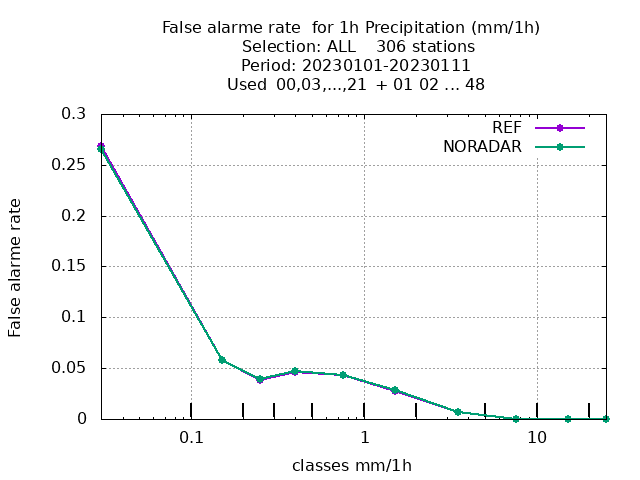 False alarme rate  for 1h Precipitation (mm/1h)
Selection: ALL    306 stations
Period: 20230101-20230111
Used  00,03,...,21  + 01 02 ... 48
REF
NORADAR
0.3
0.25
0.2
0.15
0.1
0.05
0
False alarme rate
0.1
1
10
classes mm/1h